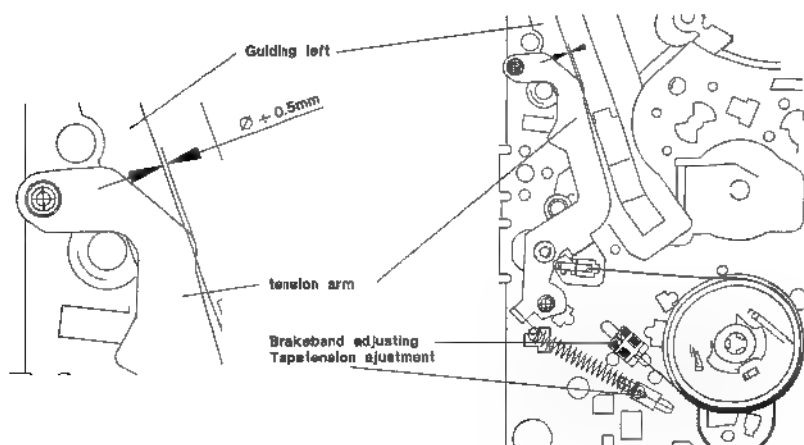 Guiding left
Ø ÷ 0.5mm
tension arm
Brakeband adjusting
Tapetension ajustment